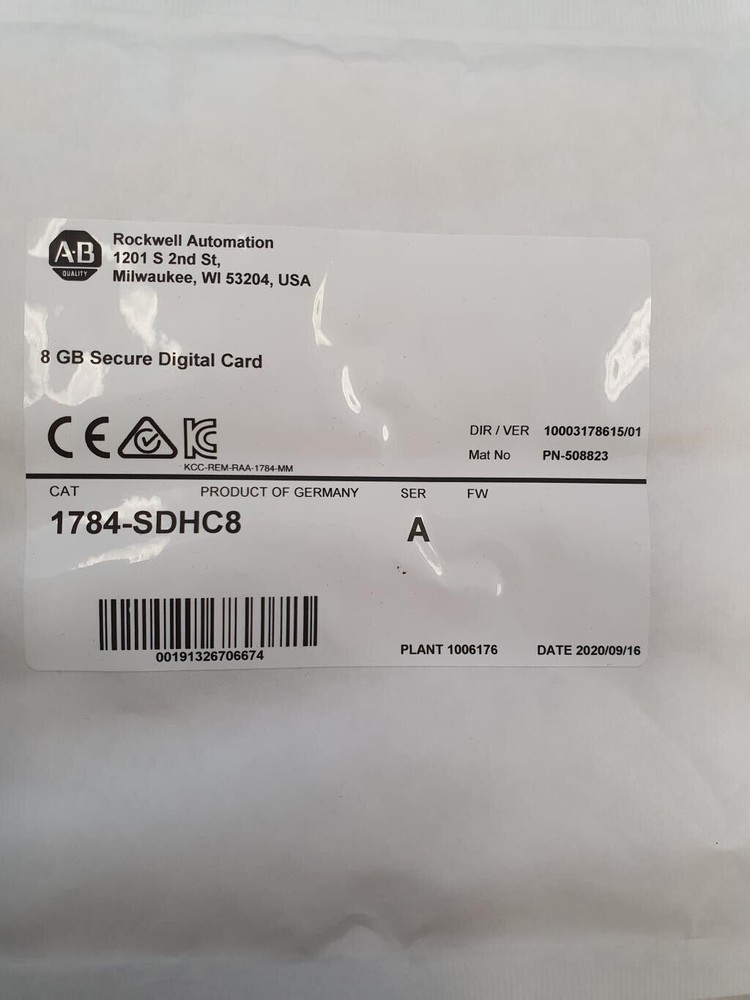 A·B
QUALITY
Rockwell Automation
1201 S 2nd St,
Milwaukee, WI 53204, USA
8 GB Secure Digital Card
CE
KC
KCC-REM-RAA-1784-MM
DIR / VER 10003178615/01
Mat No PN-508823
CAT PRODUCT OF GERMANY SER FW
1784-SDHC8 A
00191326706674
PLANT 1006176 DATE 2020/09/16